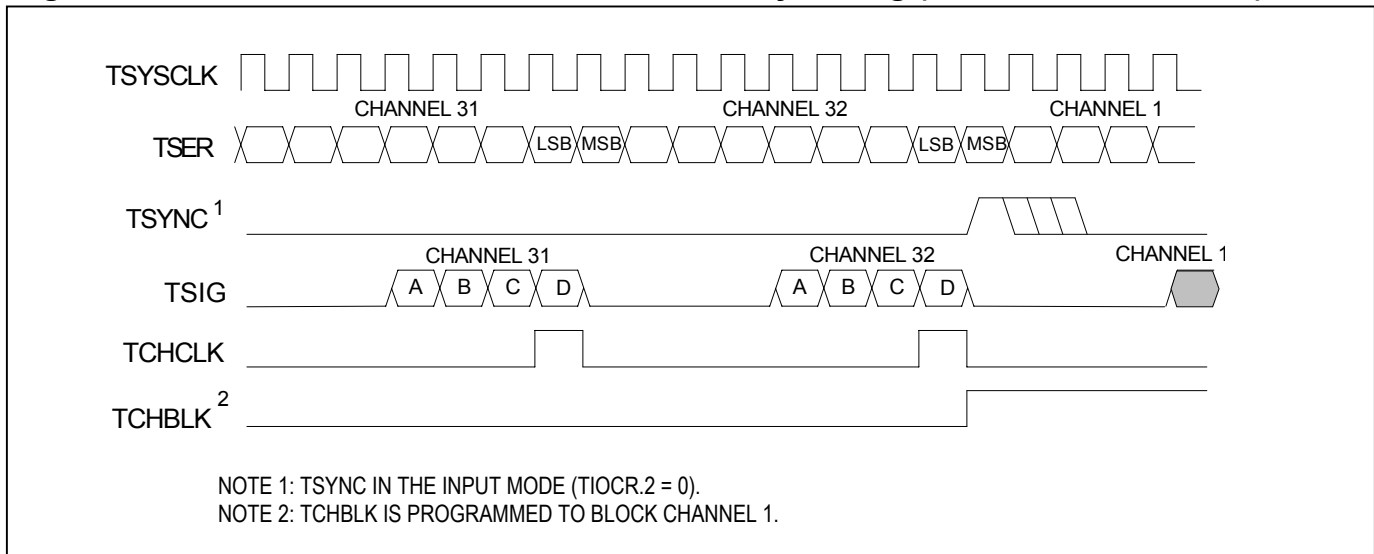 TSYSCLK
CHANNEL 31 CHANNEL 32 CHANNEL 1
TSER LSB MSB LSB MSB
TSYNC 1
CHANNEL 31 CHANNEL 32 CHANNEL 1
TSIG A B C D A B C D
TCHCLK
TCHBLK 2
NOTE 1: TSYNC IN THE INPUT MODE (TIOCR.2 = 0).
NOTE 2: TCHBLK IS PROGRAMMED TO BLOCK CHANNEL 1.